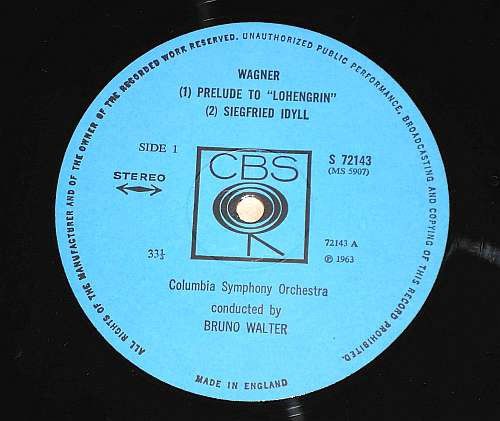 ALL RIGHTS OF THE MANUFACTURER AND OF THE OWNER OF THE RECORDED WORK RESERVED. UNAUTHORIZED PUBLIC PERFORMANCE, BROADCASTING AND COPYING OF THIS RECORD PROHIBITED.
WAGNER
(1) PRELUDE TO "LOHENGRIN"
(2) SIEGFRIED IDYLL
SIDE 1
STEREO
CBS
S 72143
(MS 5907)
33⅓
72143 A
℗ 1963
Columbia Symphony Orchestra
conducted by
BRUNO WALTER
MADE IN ENGLAND